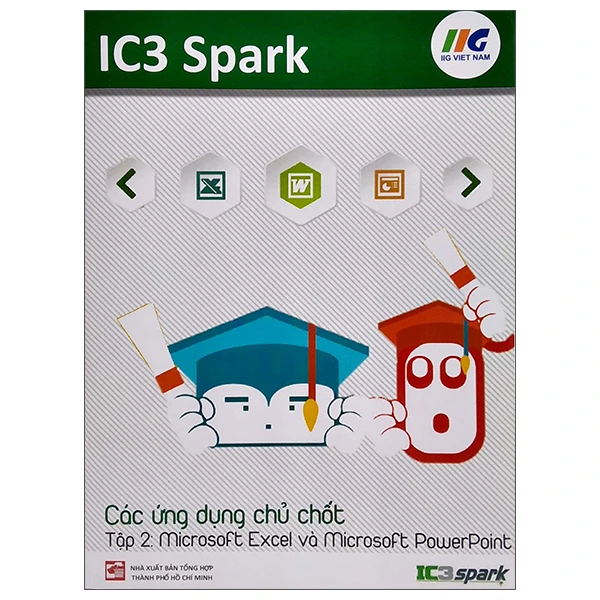 IC3 Spark
IIG
IIG VIET NAM
X
W
Các ứng dụng chủ chốt
Tập 2: Microsoft Excel và Microsoft PowerPoint
NHÀ XUẤT BẢN TỔNG HỢP
THÀNH PHỐ HỒ CHÍ MINH
IC3 spark